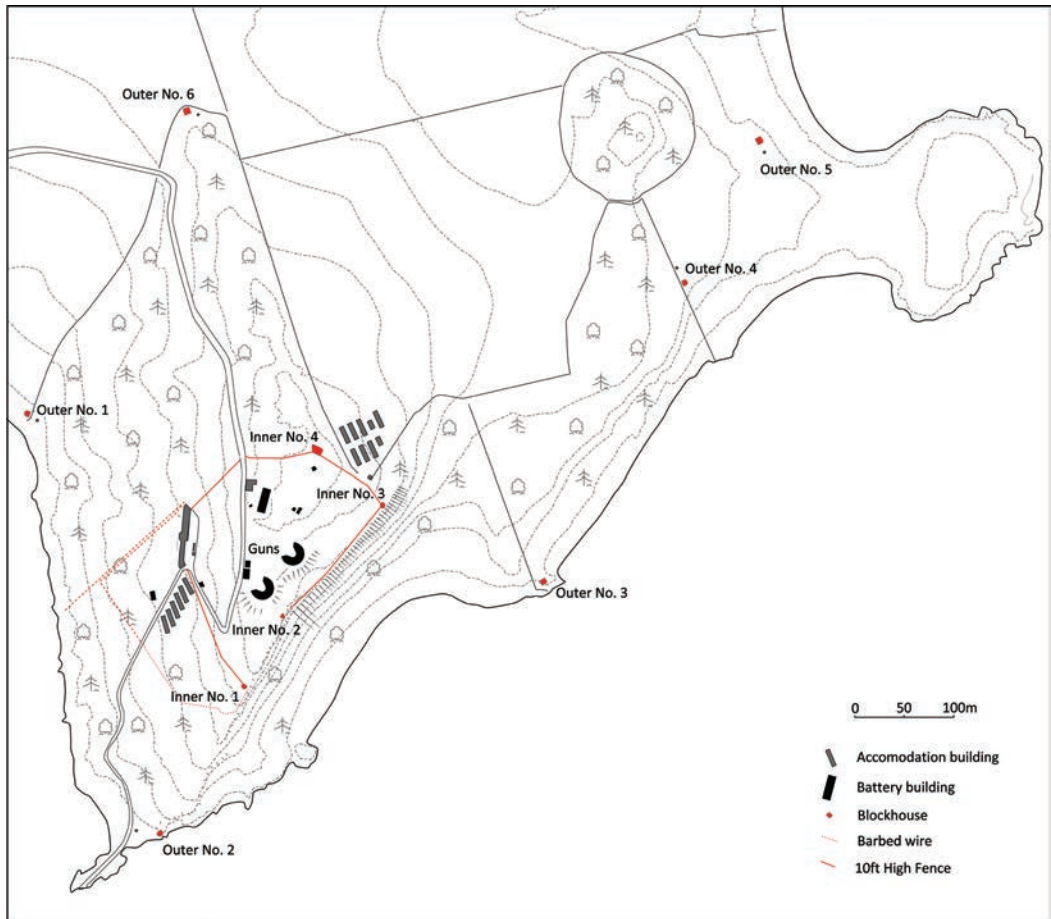 Outer No. 6
Outer No. 5
Outer No. 4
Outer No. 1
Inner No. 4
Inner No. 3
Guns
Outer No. 3
Inner No. 2
Inner No. 1
Outer No. 2
0 50 100m
Accomodation building
Battery building
Blockhouse
Barbed wire
10ft High Fence